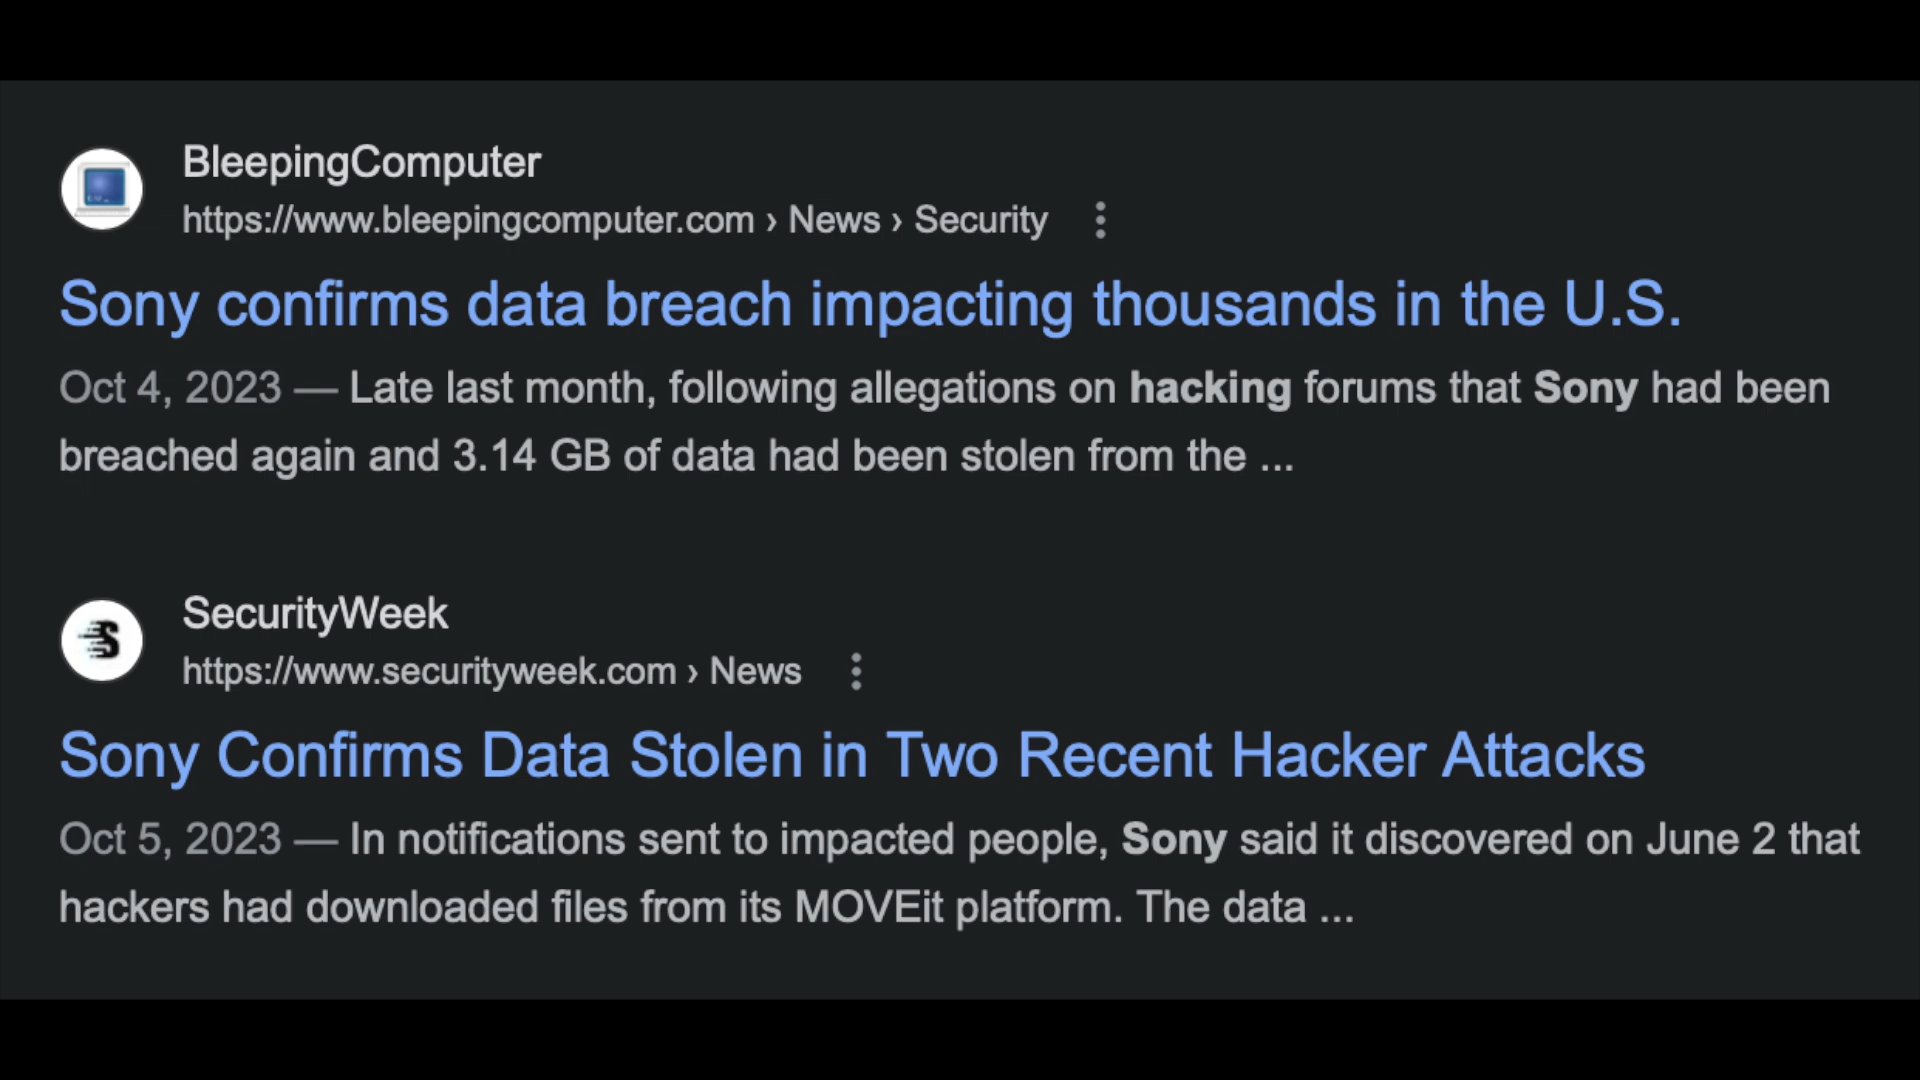 BleepingComputer
https://www.bleepingcomputer.com › News › Security
Sony confirms data breach impacting thousands in the U.S.
Oct 4, 2023 — Late last month, following allegations on hacking forums that Sony had been
breached again and 3.14 GB of data had been stolen from the ...
S
SecurityWeek
https://www.securityweek.com › News
Sony Confirms Data Stolen in Two Recent Hacker Attacks
Oct 5, 2023 — In notifications sent to impacted people, Sony said it discovered on June 2 that
hackers had downloaded files from its MOVEit platform. The data ...